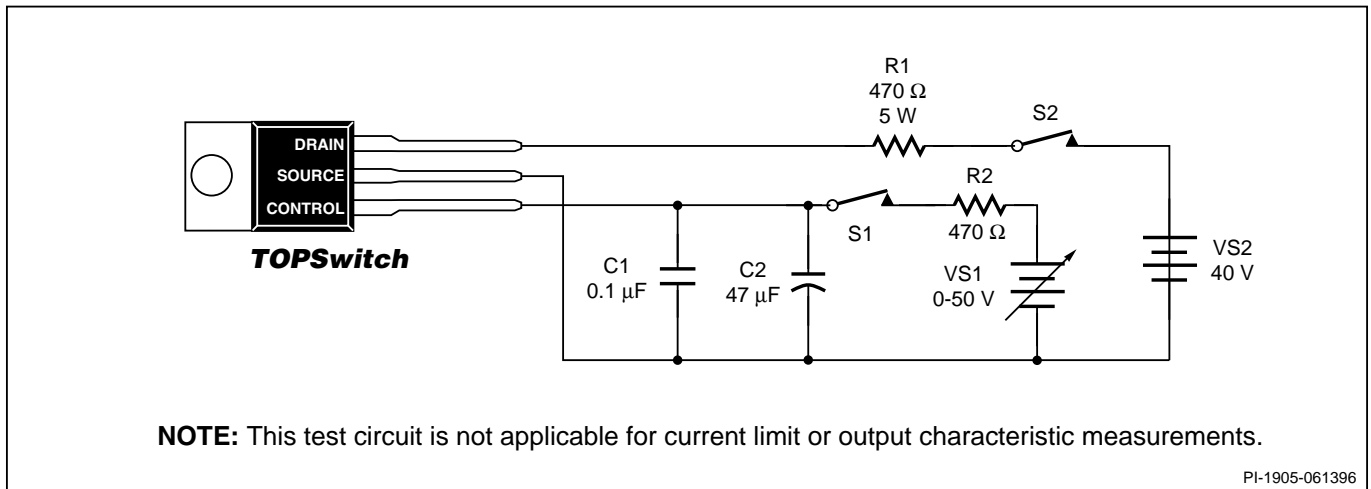 R1
470 Ω
5 W
S2
DRAIN
SOURCE
CONTROL
TOPSwitch
R2
470 Ω
S1
C1
0.1 µF
C2
47 µF
VS1
0-50 V
VS2
40 V
NOTE: This test circuit is not applicable for current limit or output characteristic measurements.
PI-1905-061396